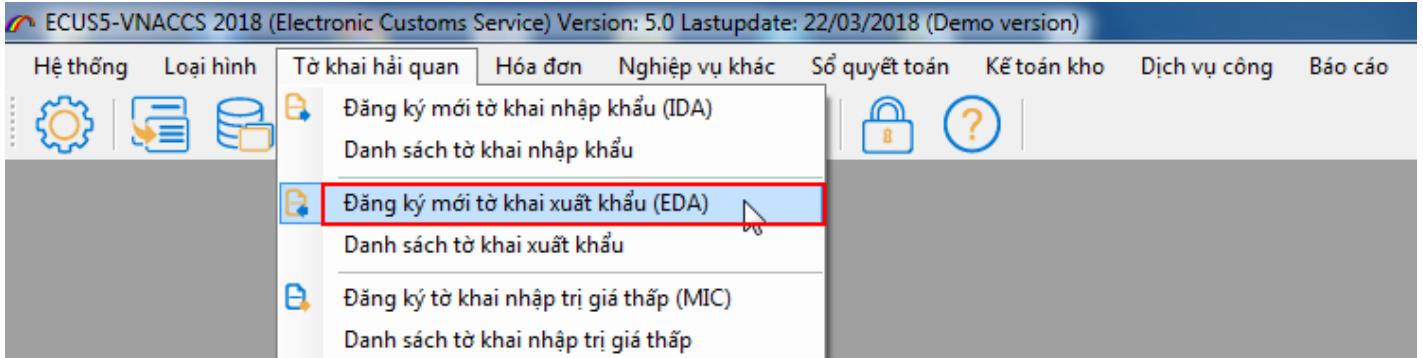 ECUS5-VNACCS 2018 (Electronic Customs Service) Version: 5.0 Lastupdate: 22/03/2018 (Demo version)
Hệ thống Loại hình Tờ khai hải quan Hóa đơn Nghiệp vụ khác Sổ quyết toán Kế toán kho Dịch vụ công Báo cáo
Đăng ký mới tờ khai nhập khẩu (IDA)
Danh sách tờ khai nhập khẩu
Đăng ký mới tờ khai xuất khẩu (EDA)
Danh sách tờ khai xuất khẩu
Đăng ký tờ khai nhập trị giá thấp (MIC)
Danh sách tờ khai nhập trị giá thấp